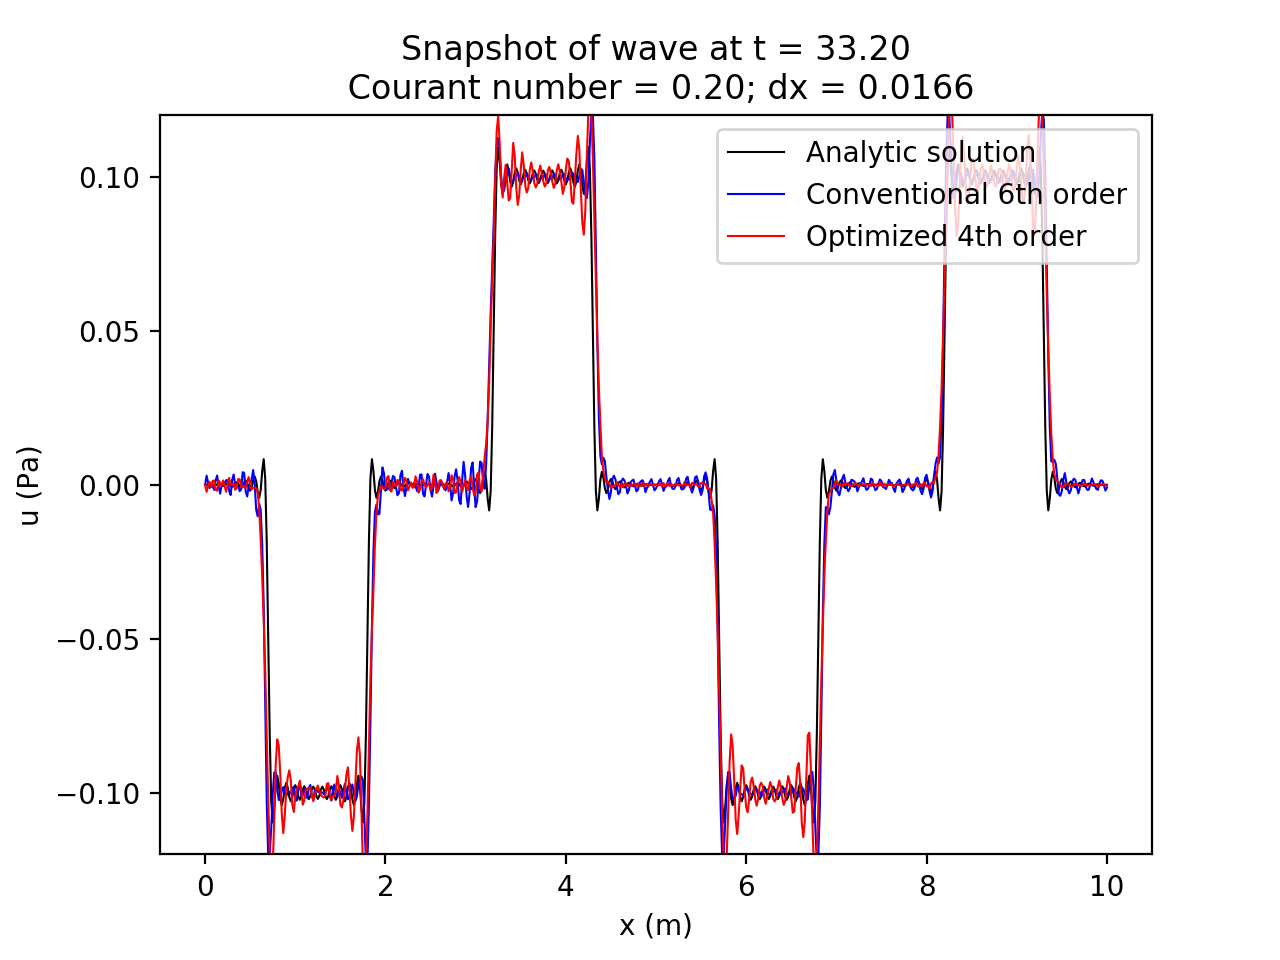 Snapshot of wave at t = 33.20
Courant number = 0.20; dx = 0.0166
Analytic solution
Conventional 6th order
Optimized 4th order
0.10
0.05
0.00
−0.05
−0.10
u (Pa)
0 2 4 6 8 10
x (m)